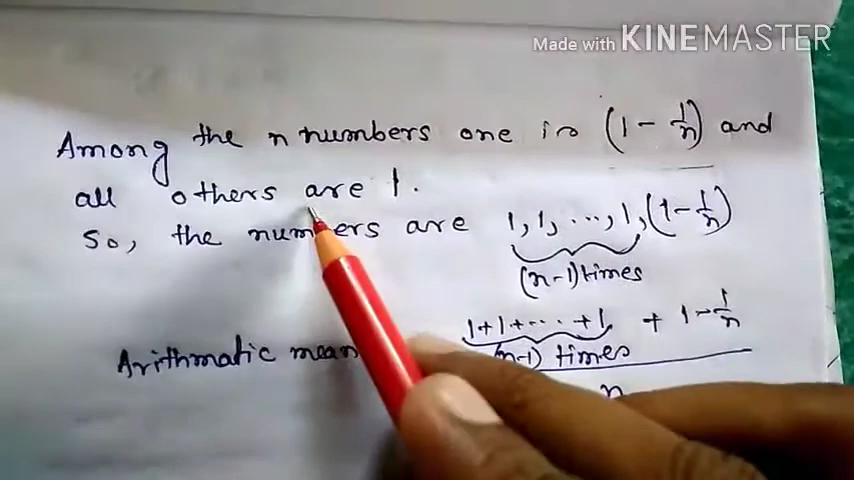 Made with KINEMASTER
Among the n numbers one is (1 - 1/n) and
all others are 1.
So, the numbers are 1, 1, ..., 1, (1 - 1/n)
(n-1) times
1+1+...+1 + 1 - 1/n
Arithmatic mean
(n-1) times
n